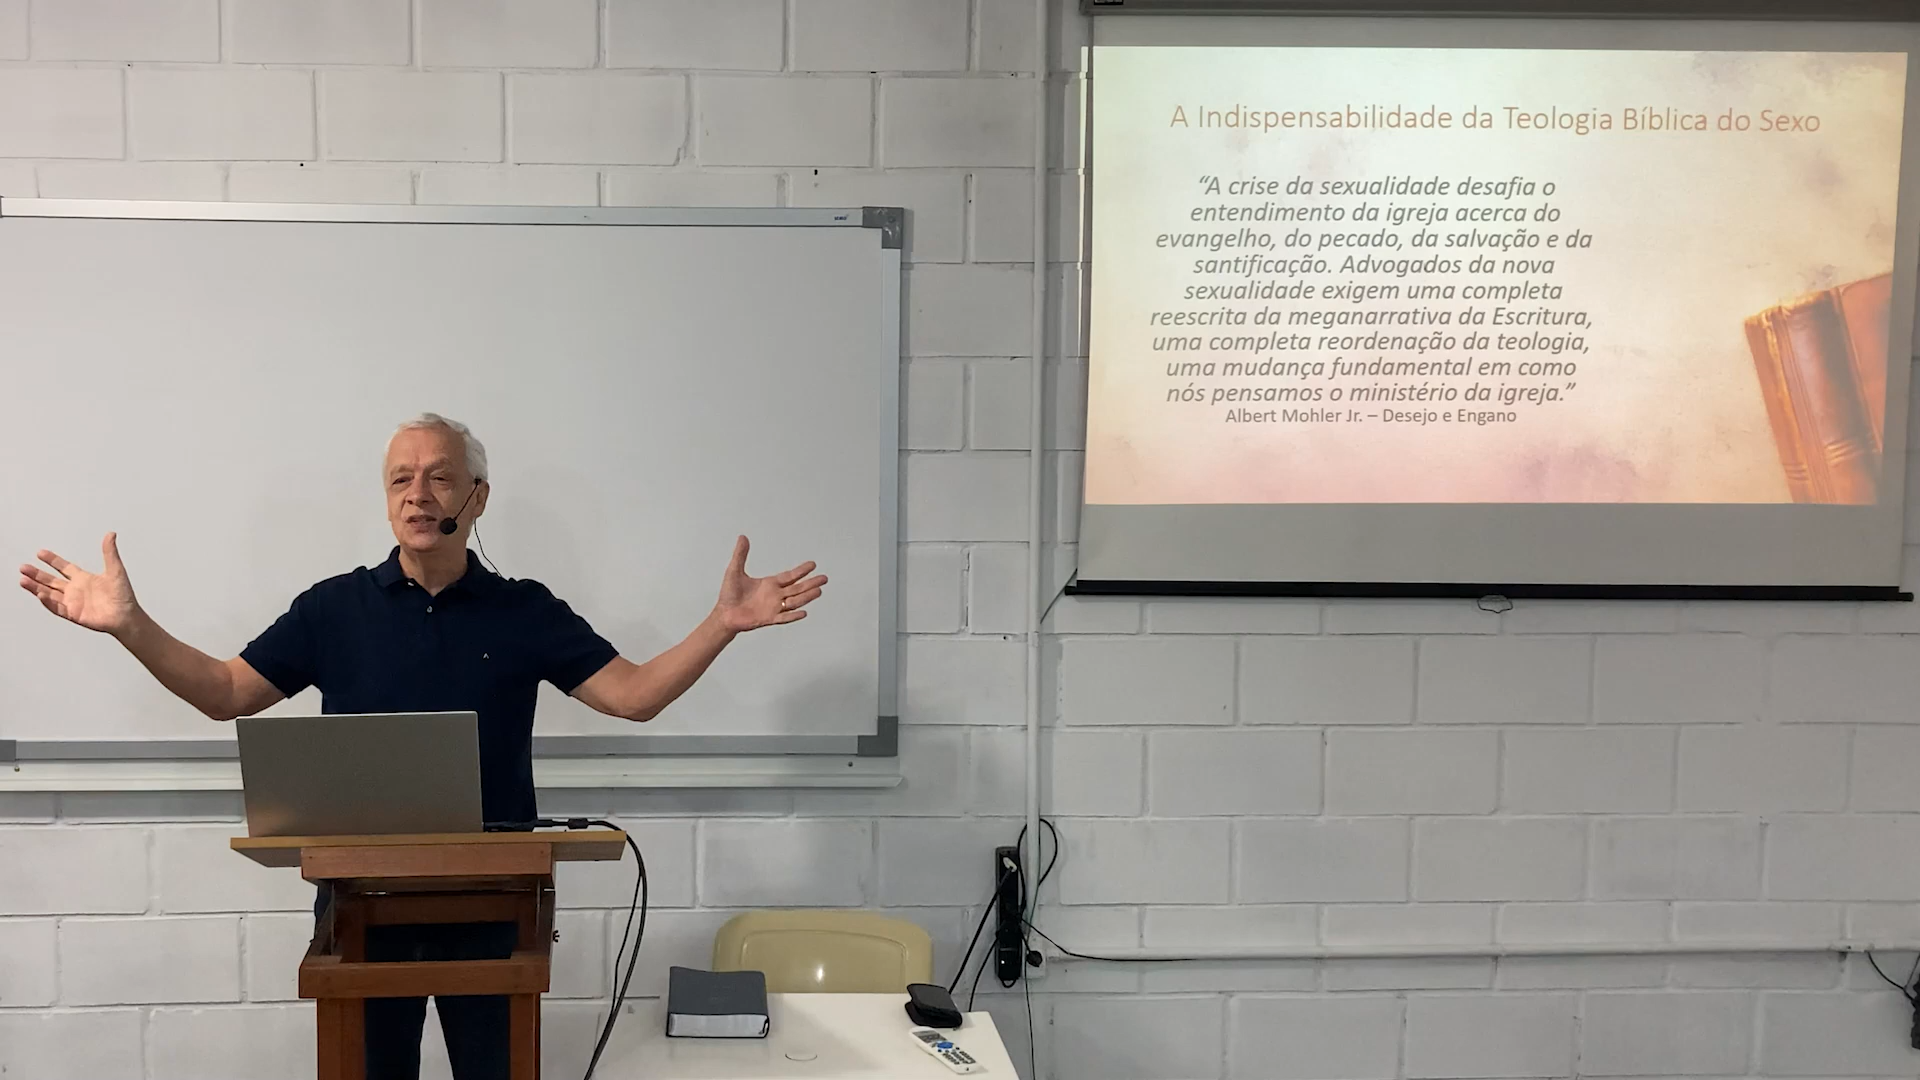 A Indispensabilidade da Teologia Bíblica do Sexo
“A crise da sexualidade desafia o
entendimento da igreja acerca do
evangelho, do pecado, da salvação e da
santificação. Advogados da nova
sexualidade exigem uma completa
reescrita da meganarrativa da Escritura,
uma completa reordenação da teologia,
uma mudança fundamental em como
nós pensamos o ministério da igreja.”
Albert Mohler Jr. – Desejo e Engano